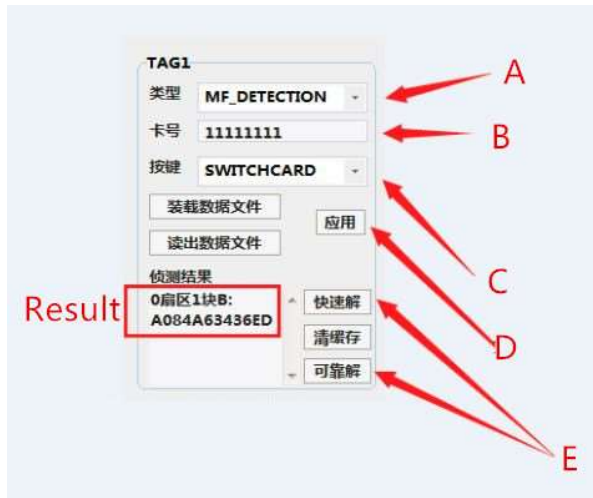 TAG1
类型 MF_DETECTION A
卡号 11111111 B
按键 SWITCHCARD
装载数据文件
应用
读出数据文件
C
侦测结果
Result
0扇区1块B:
A084A63436ED
快速解
清缓存
D
可靠解
E